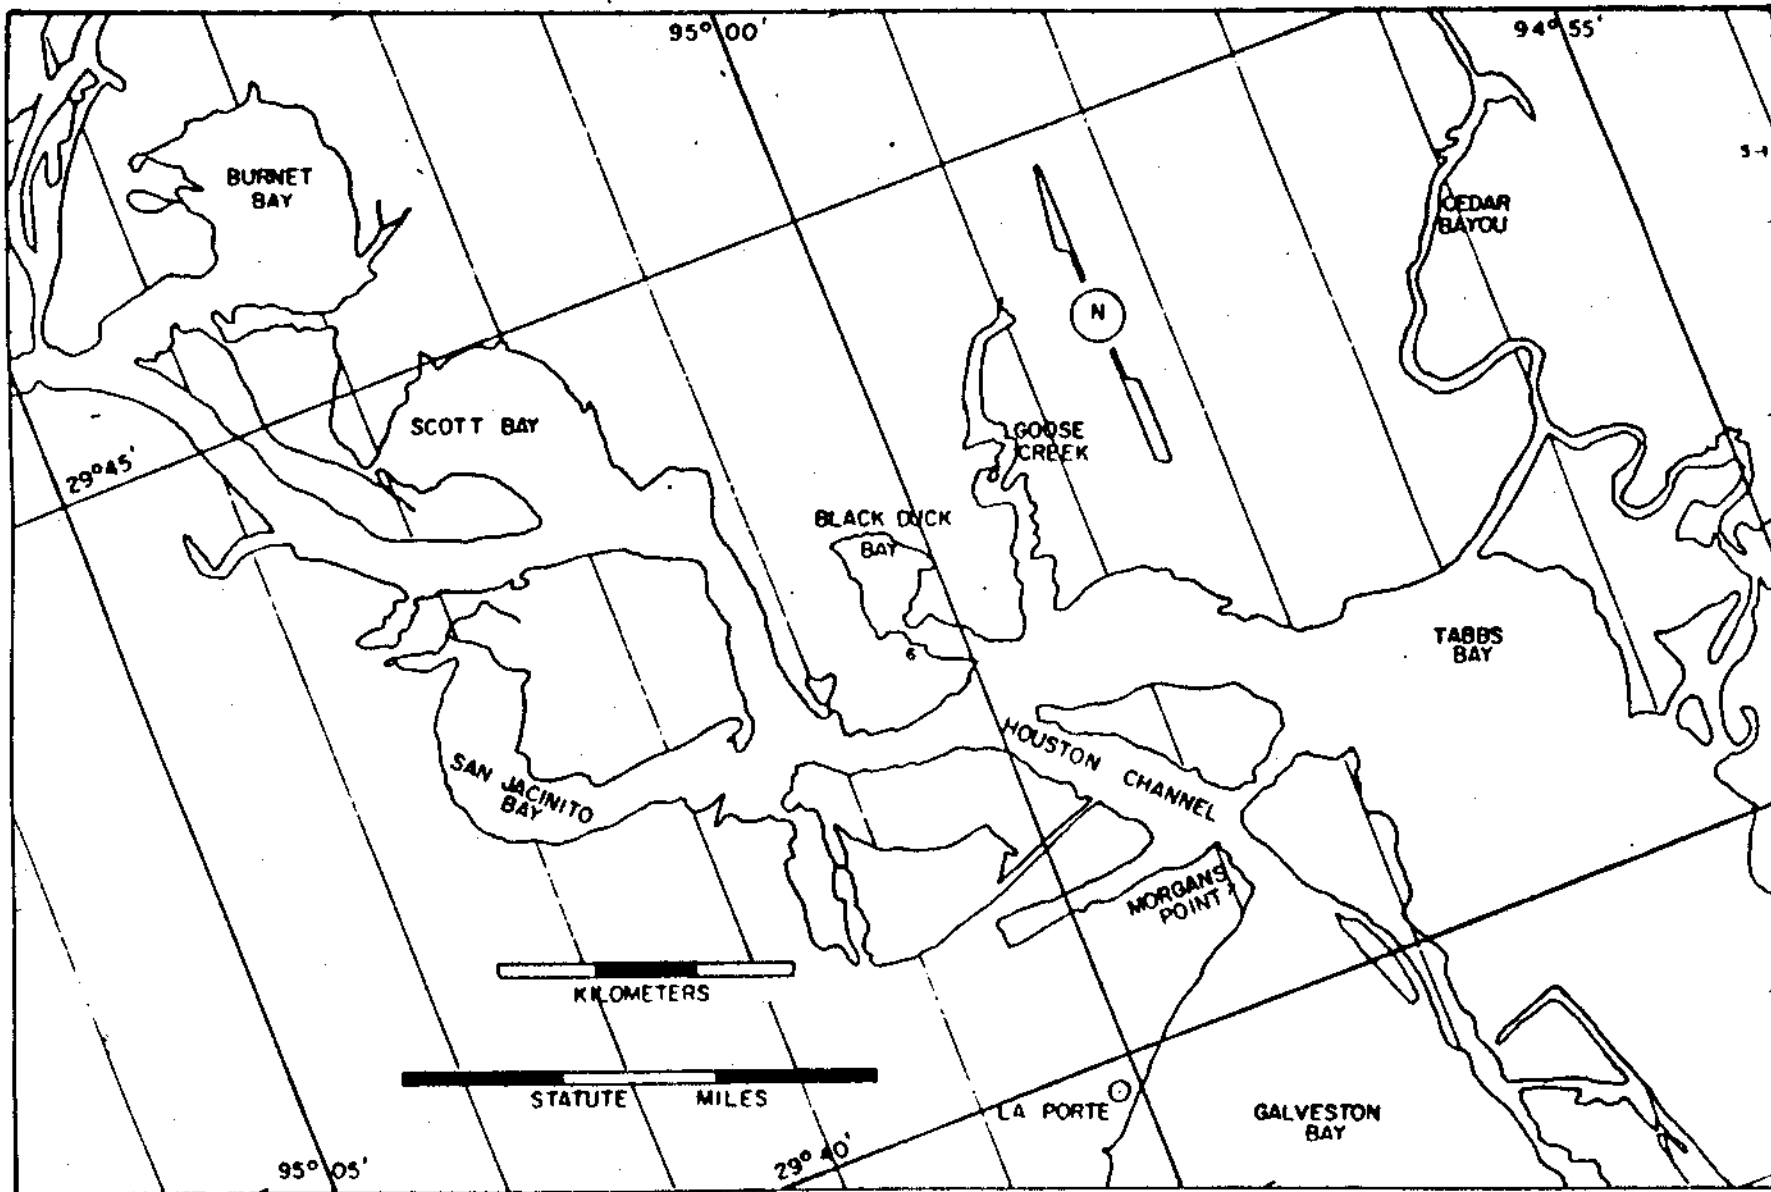 95° 00'
94° 55'
BURNET
BAY
5-
CEDAR
BAYOU
N
SCOTT BAY
GOOSE
CREEK
29° 45'
BLACK DUCK
BAY
6
TABBS
BAY
HOUSTON CHANNEL
SAN JACINITO
BAY
MORGANS
POINT
KILOMETERS
STATUTE MILES
LA PORTE
GALVESTON
BAY
95° 05'
29° 40'